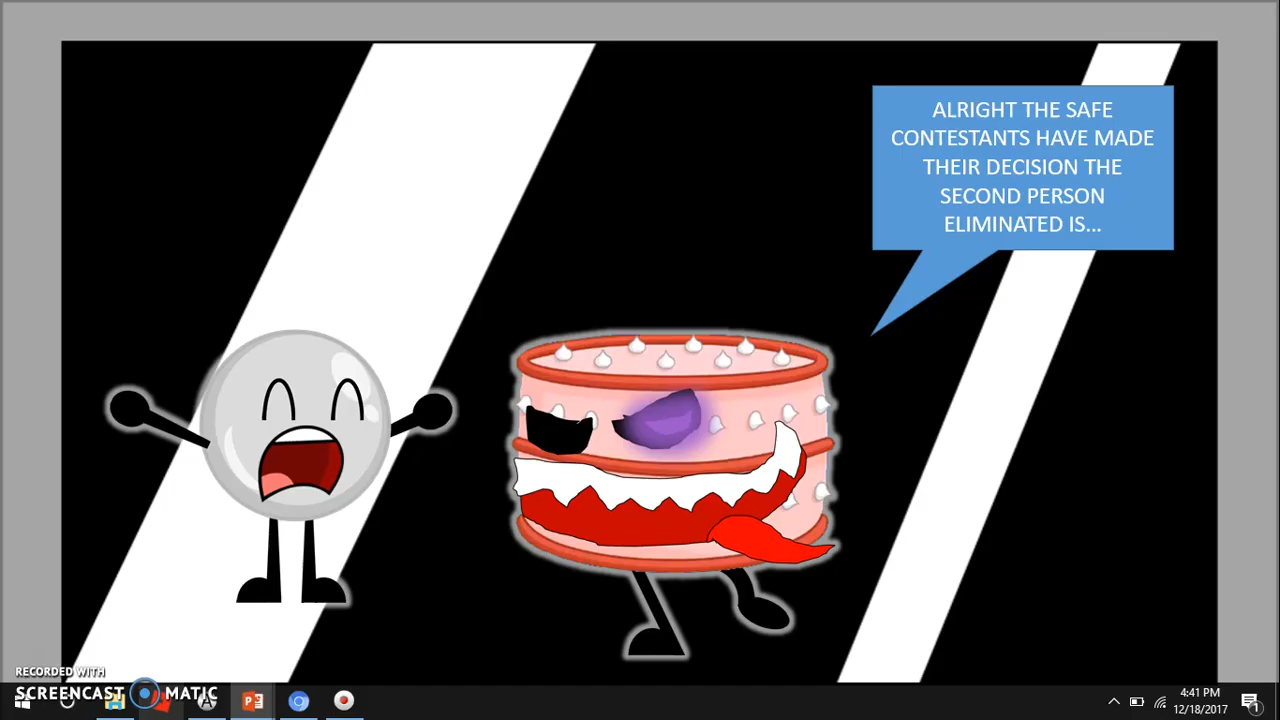 ALRIGHT THE SAFE
CONTESTANTS HAVE MADE
THEIR DECISION THE
SECOND PERSON
ELIMINATED IS...
RECORDED WITH
SCREENCAST MATIC
4:41 PM
12/18/2017
1